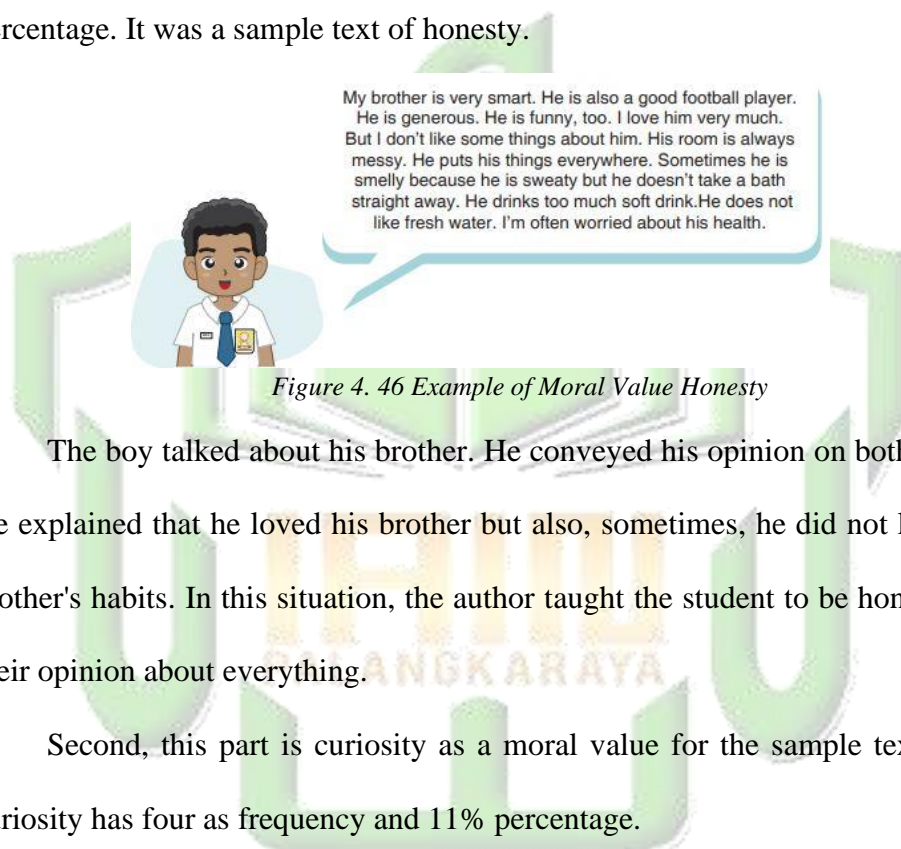 ercentage. It was a sample text of honesty.
My brother is very smart. He is also a good football player.
He is generous. He is funny, too. I love him very much.
But I don't like some things about him. His room is always
messy. He puts his things everywhere. Sometimes he is
smelly because he is sweaty but he doesn't take a bath
straight away. He drinks too much soft drink.He does not
like fresh water. I'm often worried about his health.
Figure 4. 46 Example of Moral Value Honesty
The boy talked about his brother. He conveyed his opinion on both
e explained that he loved his brother but also, sometimes, he did not l
other's habits. In this situation, the author taught the student to be hon
eir opinion about everything.
PALANGKARAYA
Second, this part is curiosity as a moral value for the sample tex
uriosity has four as frequency and 11% percentage.